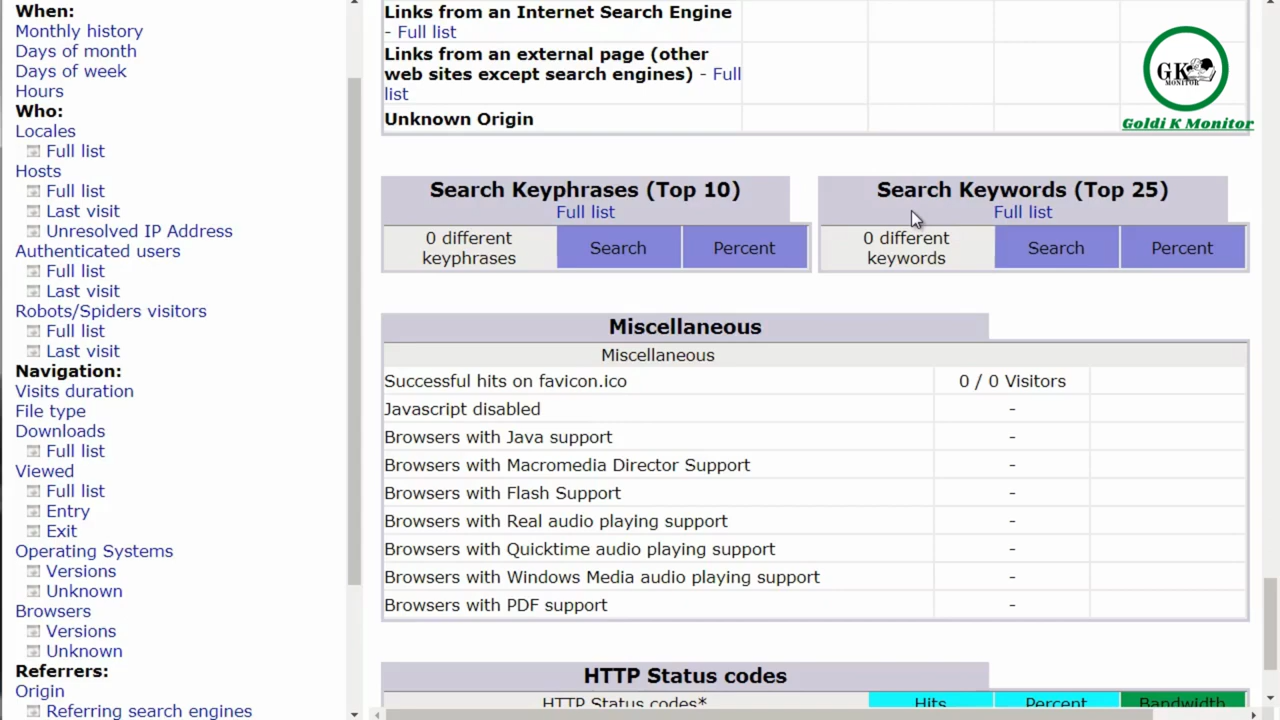 When:
Monthly history
Days of month
Days of week
Hours
Who:
Locales
Full list
Hosts
Full list
Last visit
Unresolved IP Address
Authenticated users
Full list
Last visit
Robots/Spiders visitors
Full list
Last visit
Navigation:
Visits duration
File type
Downloads
Full list
Viewed
Full list
Entry
Exit
Operating Systems
Versions
Unknown
Browsers
Versions
Unknown
Referrers:
Origin
Referring search engines
Links from an Internet Search Engine
- Full list
Links from an external page (other
web sites except search engines) - Full
list
Unknown Origin
GK
MONITOR
Goldi K Monitor
Search Keyphrases (Top 10)
Full list
0 different
keyphrases
Search
Percent
Search Keywords (Top 25)
Full list
0 different
keywords
Search
Percent
Miscellaneous
Miscellaneous
Successful hits on favicon.ico 0 / 0 Visitors
Javascript disabled -
Browsers with Java support -
Browsers with Macromedia Director Support -
Browsers with Flash Support -
Browsers with Real audio playing support -
Browsers with Quicktime audio playing support -
Browsers with Windows Media audio playing support -
Browsers with PDF support -
HTTP Status codes
HTTP Status codes* Hits Percent Bandwidth